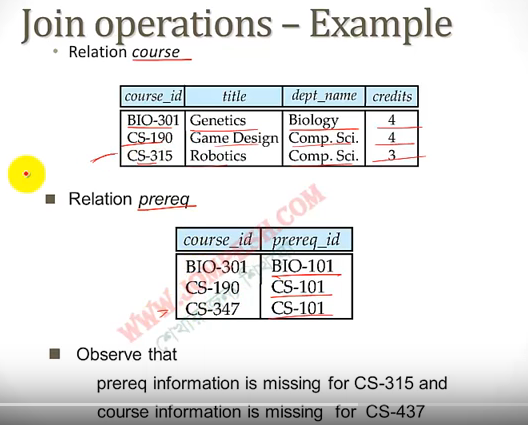 Join operations – Example
Relation course
course_id title dept_name credits
BIO-301 Genetics Biology 4
CS-190 Game Design Comp. Sci. 4
CS-315 Robotics Comp. Sci. 3
Relation prereq
course_id prereq_id
BIO-301 BIO-101
CS-190 CS-101
CS-347 CS-101
Observe that
prereq information is missing for CS-315 and
course information is missing for CS-437